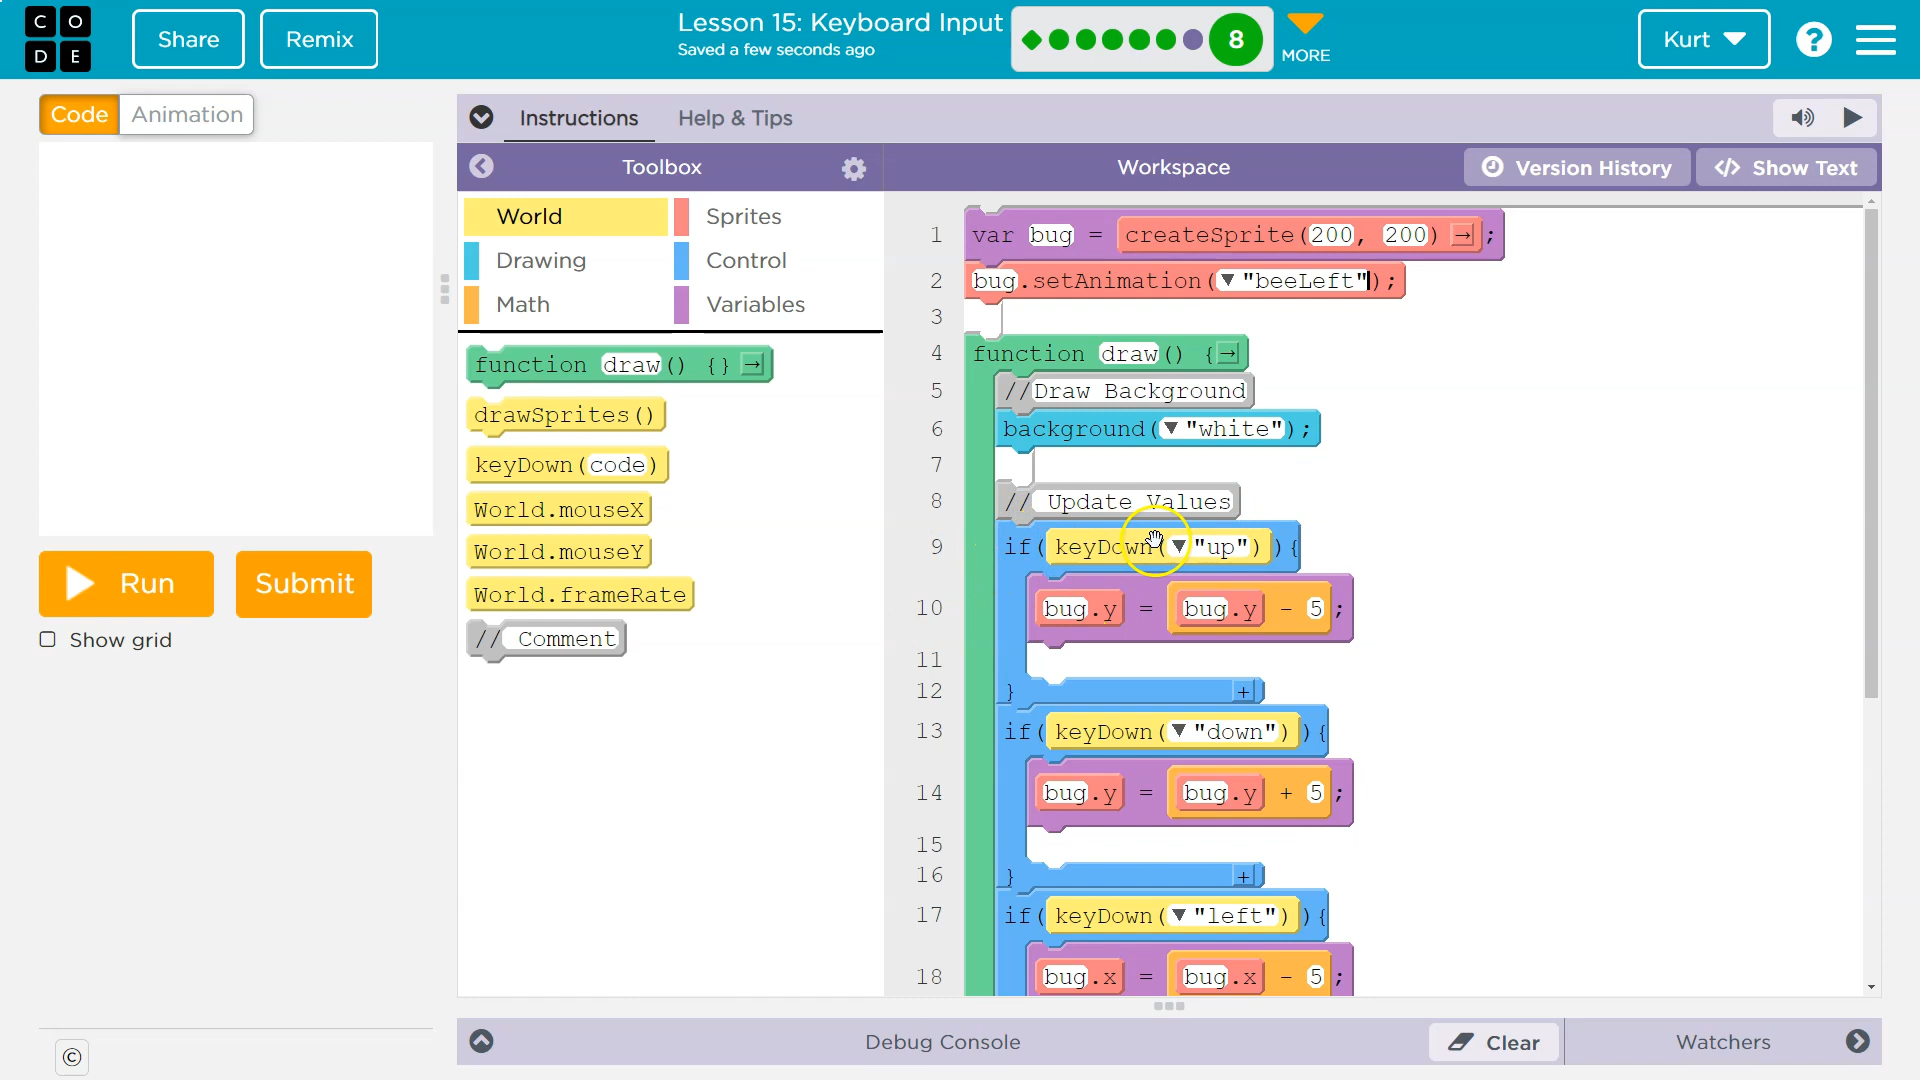 CODE
Share
Remix
Lesson 15: Keyboard Input
Saved a few seconds ago
8
MORE
Kurt
?
Code
Animation
Instructions
Help & Tips
Toolbox
Workspace
Version History
</> Show Text
World
Sprites
Drawing
Control
Math
Variables
function draw() {}
drawSprites()
keyDown(code)
World.mouseX
World.mouseY
World.frameRate
// Comment
1 var bug = createSprite(200, 200);
2 bug.setAnimation("beeLeft");
3
4 function draw() {
5 //Draw Background
6 background("white");
7
8 // Update Values
9 if(keyDown("up")){
10 bug.y = bug.y - 5;
11
12 } +
13 if(keyDown("down")){
14 bug.y = bug.y + 5;
15
16 } +
17 if(keyDown("left")){
18 bug.x = bug.x - 5;
Run
Submit
Show grid
©
Debug Console
Clear
Watchers